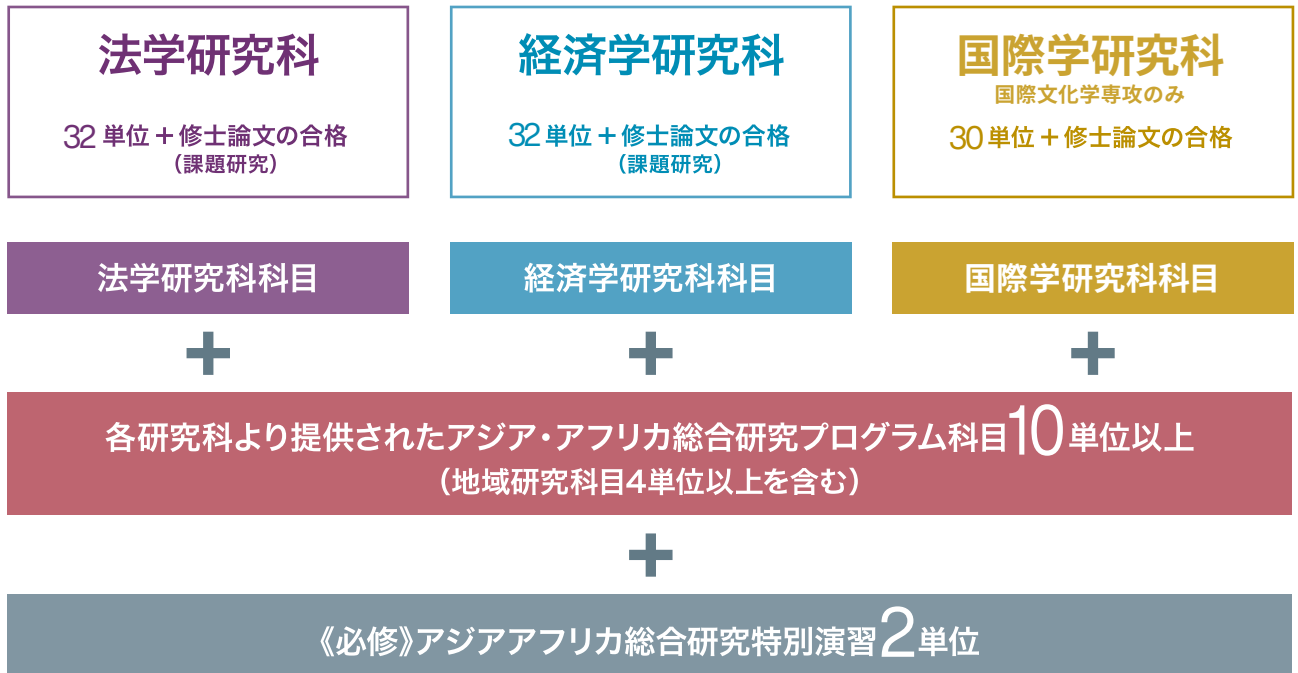 法学研究科
32単位+修士論文の合格
(課題研究)
経済学研究科
32単位+修士論文の合格
(課題研究)
国際学研究科
国際文化学専攻のみ
30単位+修士論文の合格
法学研究科科目
経済学研究科科目
国際学研究科科目
+
+
+
各研究科より提供されたアジア・アフリカ総合研究プログラム科目10単位以上
(地域研究科目4単位以上を含む)
+
《必修》アジアアフリカ総合研究特別演習2単位